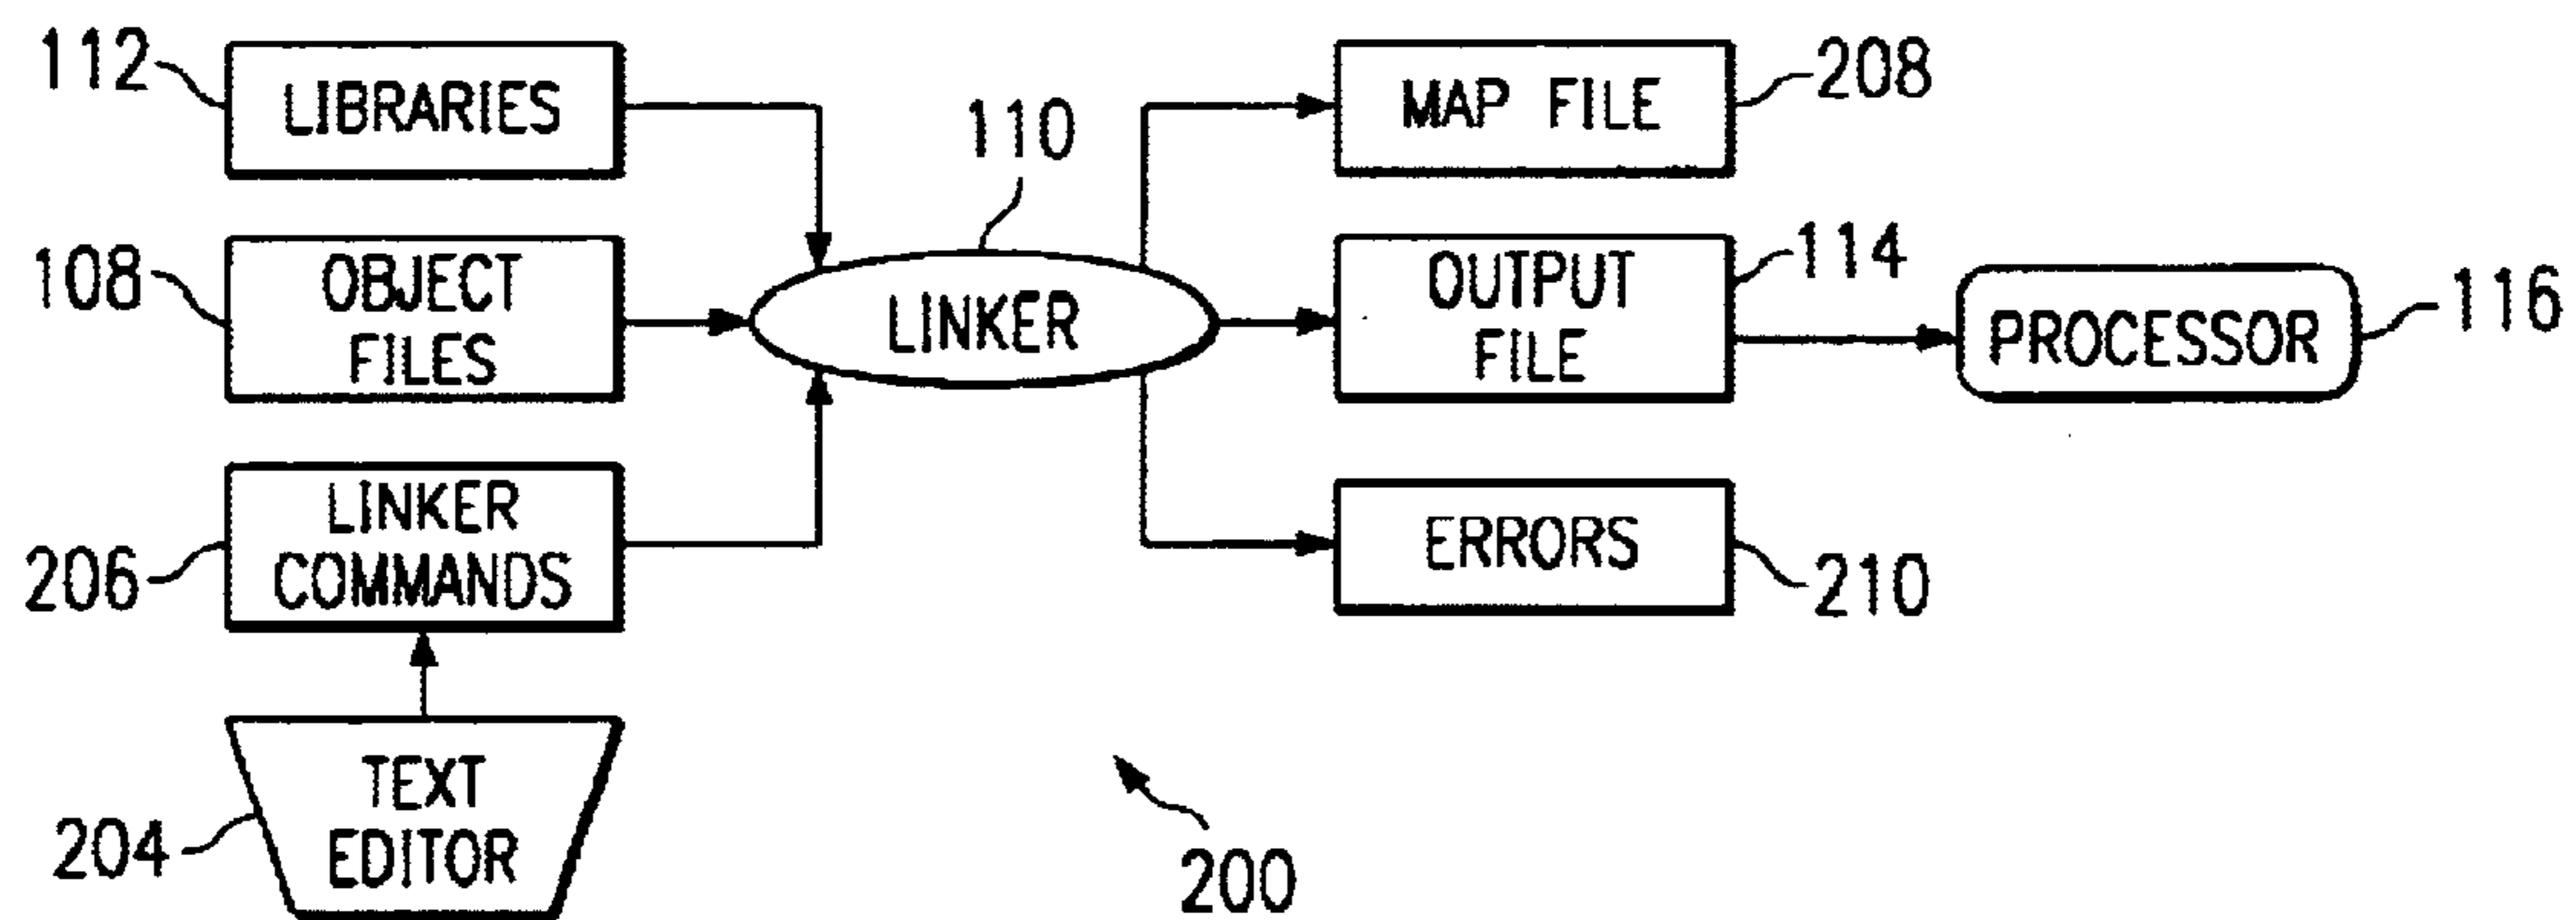 112
LIBRARIES
108
OBJECT
FILES
206
LINKER
COMMANDS
204
TEXT
EDITOR
110
LINKER
MAP FILE
208
OUTPUT
FILE
114
PROCESSOR
116
ERRORS
210
200